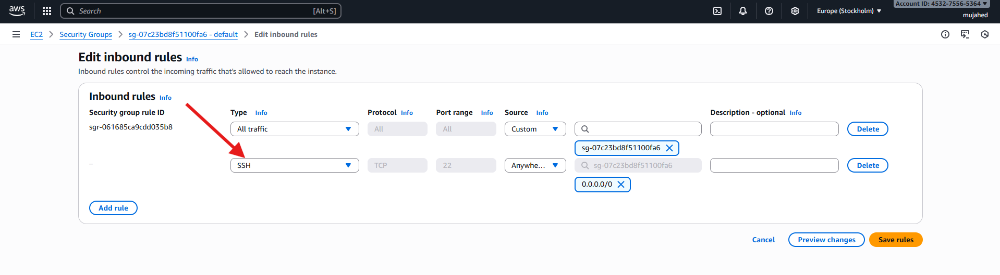 aws
Search [Alt+S]
Europe (Stockholm)
Account ID: 4532-7556-5364
mujahed
EC2 > Security Groups > sg-07c23bd8f51100fa6 - default > Edit inbound rules
Edit inbound rules Info
Inbound rules control the incoming traffic that's allowed to reach the instance.
Inbound rules Info
Security group rule ID Type Info Protocol Info Port range Info Source Info Description - optional Info
sgr-061685ca9cdd035b8 All traffic All All Custom Delete
sg-07c23bd8f51100fa6
– SSH TCP 22 Anywhe... sg-07c23bd8f51100fa6 Delete
0.0.0.0/0
Add rule
Cancel Preview changes Save rules